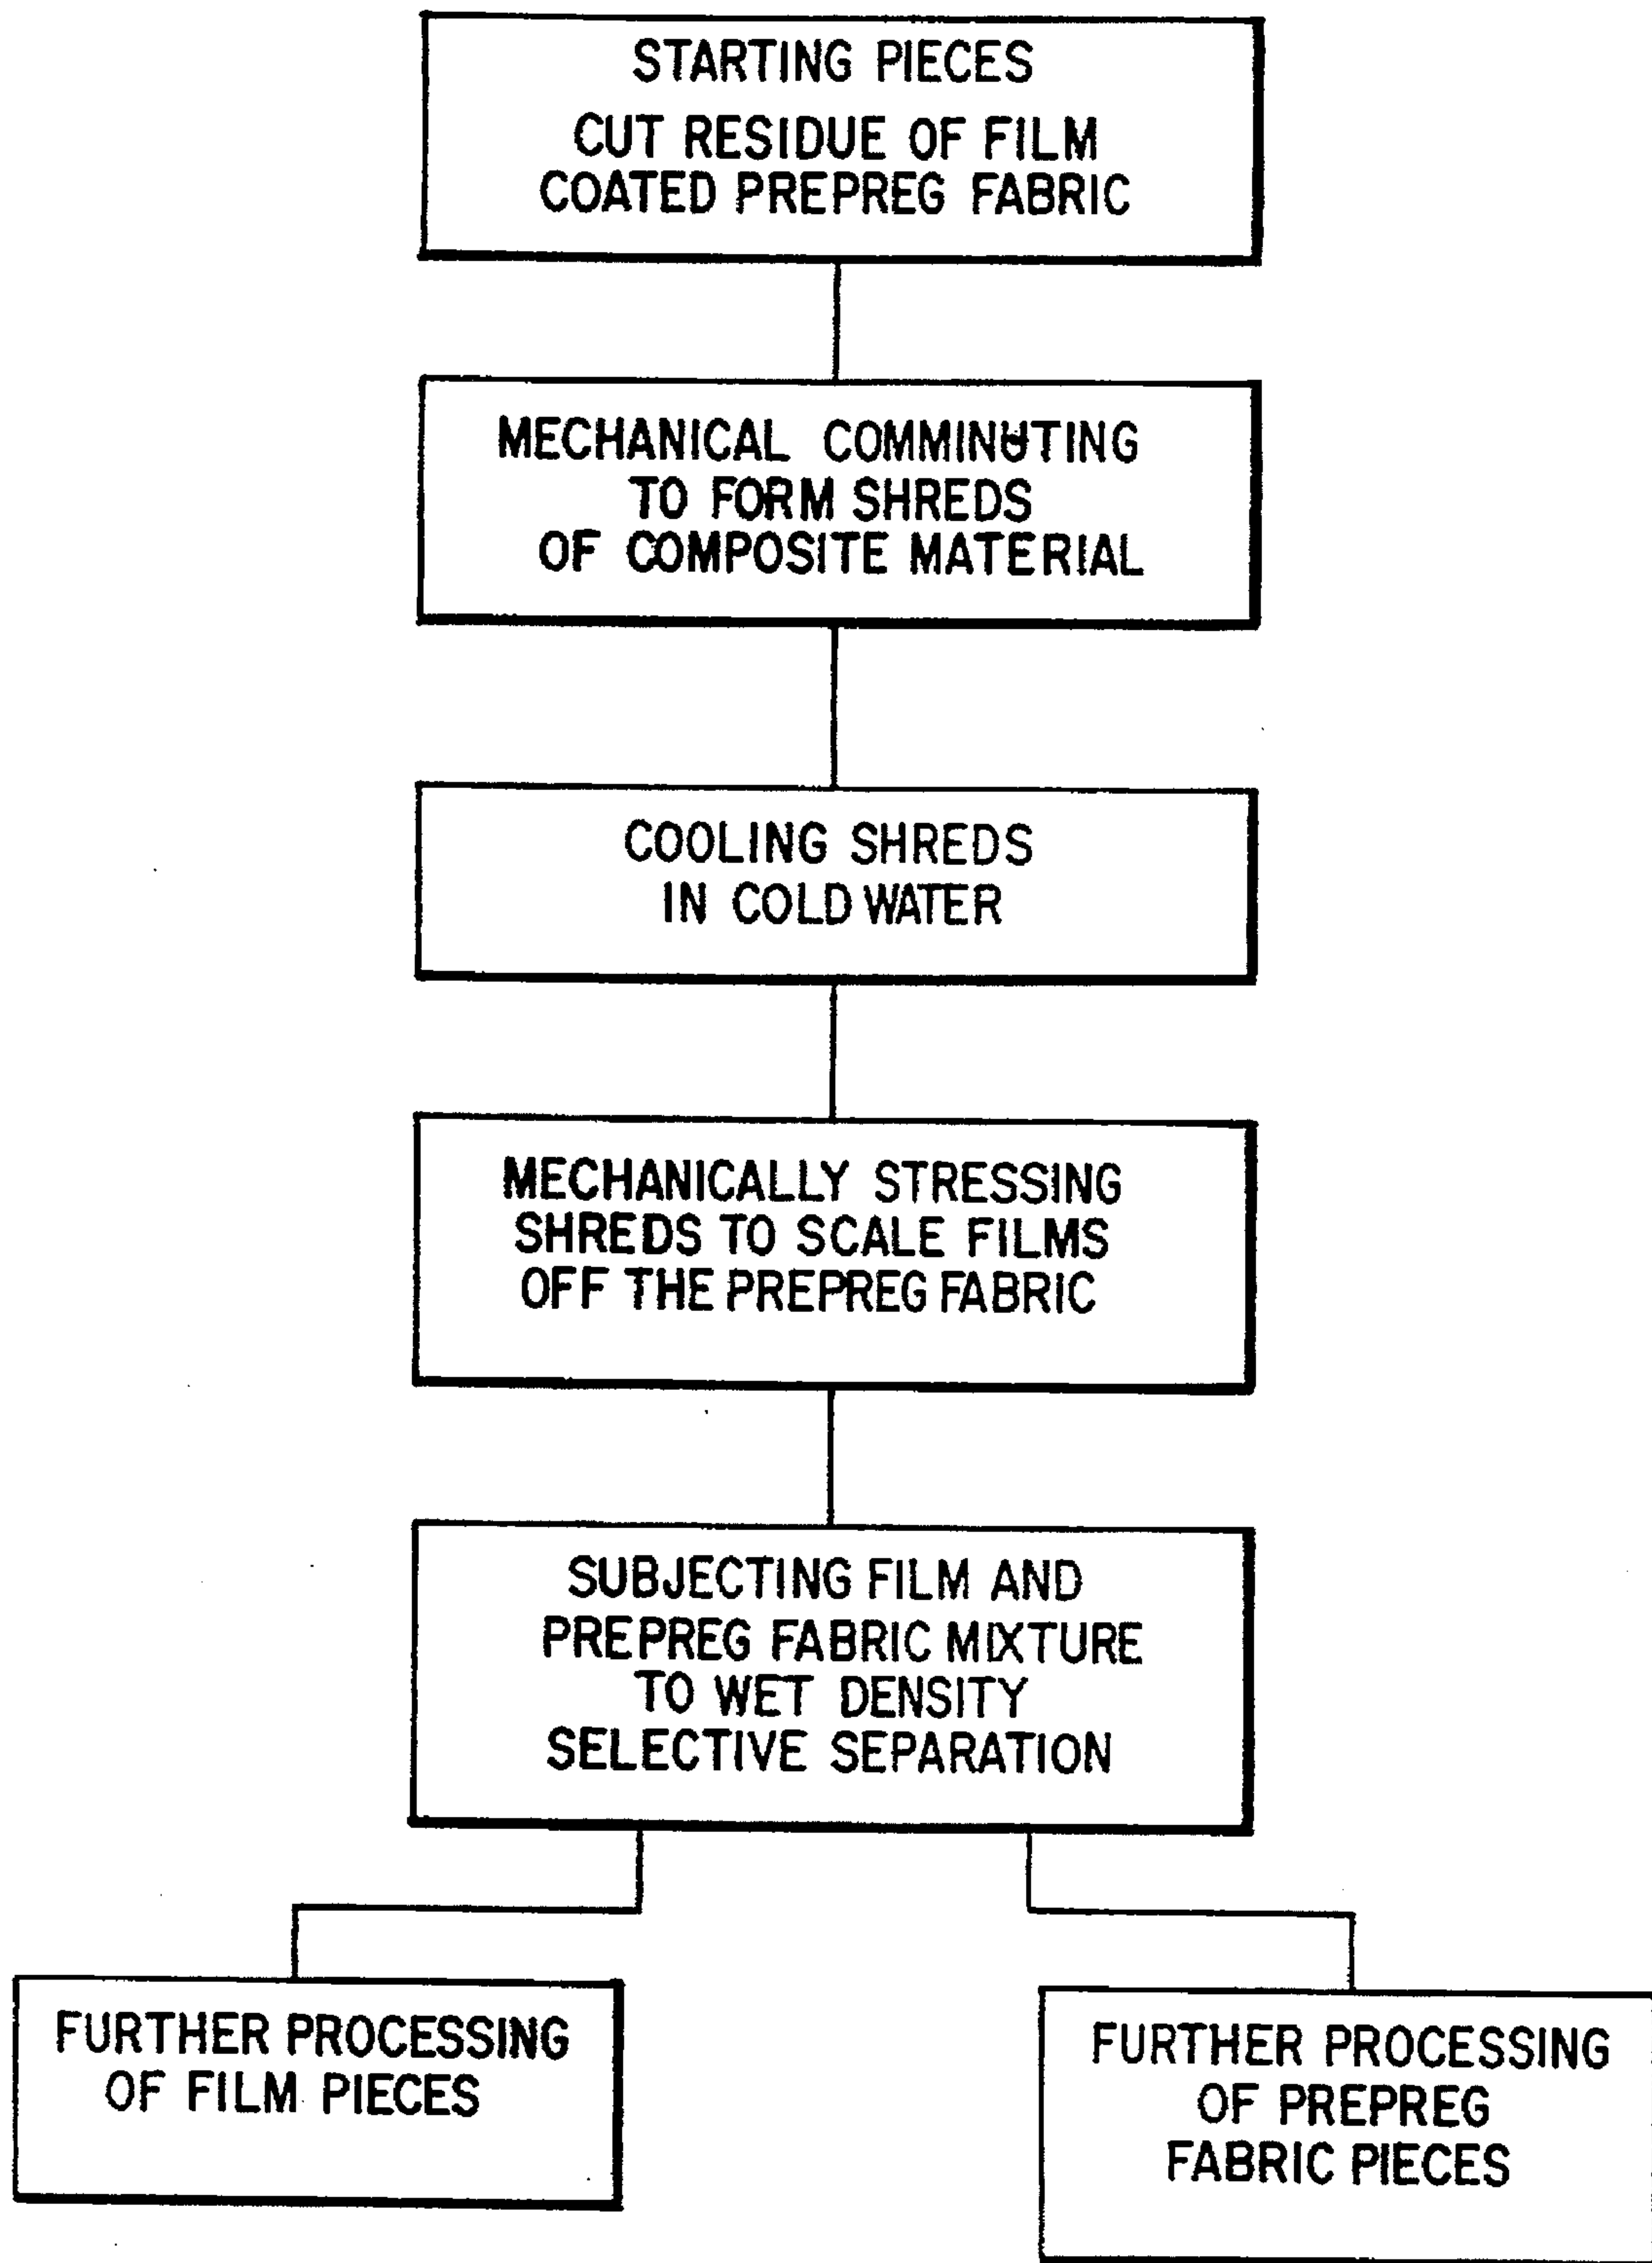 STARTING PIECES
CUT RESIDUE OF FILM
COATED PREPREG FABRIC
MECHANICAL COMMINUTING
TO FORM SHREDS
OF COMPOSITE MATERIAL
COOLING SHREDS
IN COLD WATER
MECHANICALLY STRESSING
SHREDS TO SCALE FILMS
OFF THE PREPREG FABRIC
SUBJECTING FILM AND
PREPREG FABRIC MIXTURE
TO WET DENSITY
SELECTIVE SEPARATION
FURTHER PROCESSING
OF FILM PIECES
FURTHER PROCESSING
OF PREPREG
FABRIC PIECES